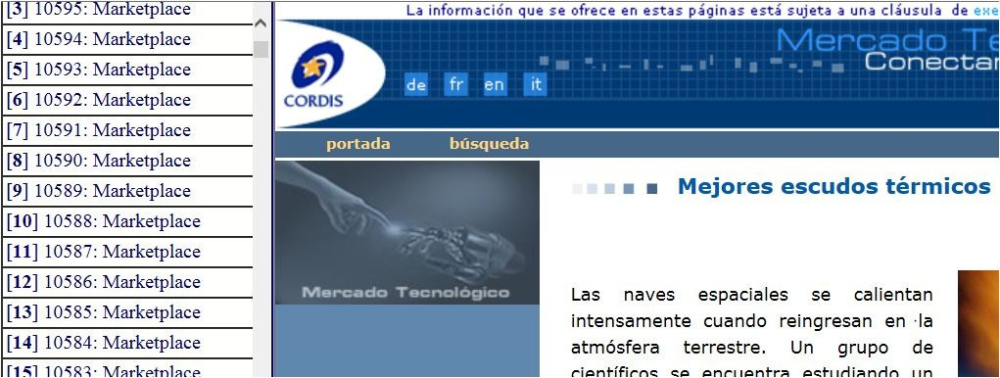 [3] 10595: Marketplace
[4] 10594: Marketplace
[5] 10593: Marketplace
[6] 10592: Marketplace
[7] 10591: Marketplace
[8] 10590: Marketplace
[9] 10589: Marketplace
[10] 10588: Marketplace
[11] 10587: Marketplace
[12] 10586: Marketplace
[13] 10585: Marketplace
[14] 10584: Marketplace
[15] 10583: Marketplace
La información que se ofrece en estas páginas está sujeta a una cláusula de exe
Mercado Te
Conectan
CORDIS
de fr en it
portada búsqueda
Mercado Tecnológico
Mejores escudos térmicos
Las naves espaciales se calientan
intensamente cuando reingresan en la
atmósfera terrestre. Un grupo de
científicos se encuentra estudiando un